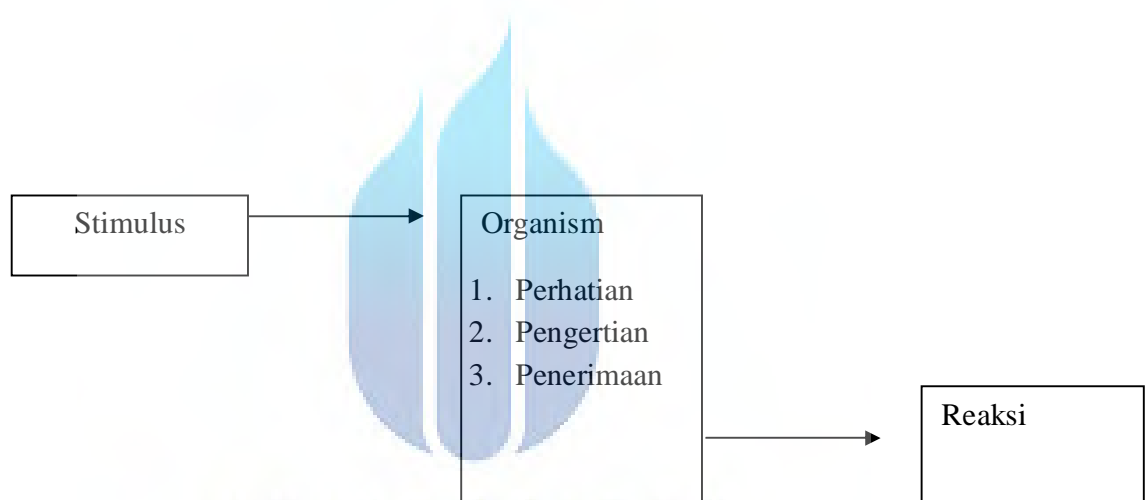 Stimulus
Organism
1. Perhatian
2. Pengertian
3. Penerimaan
Reaksi